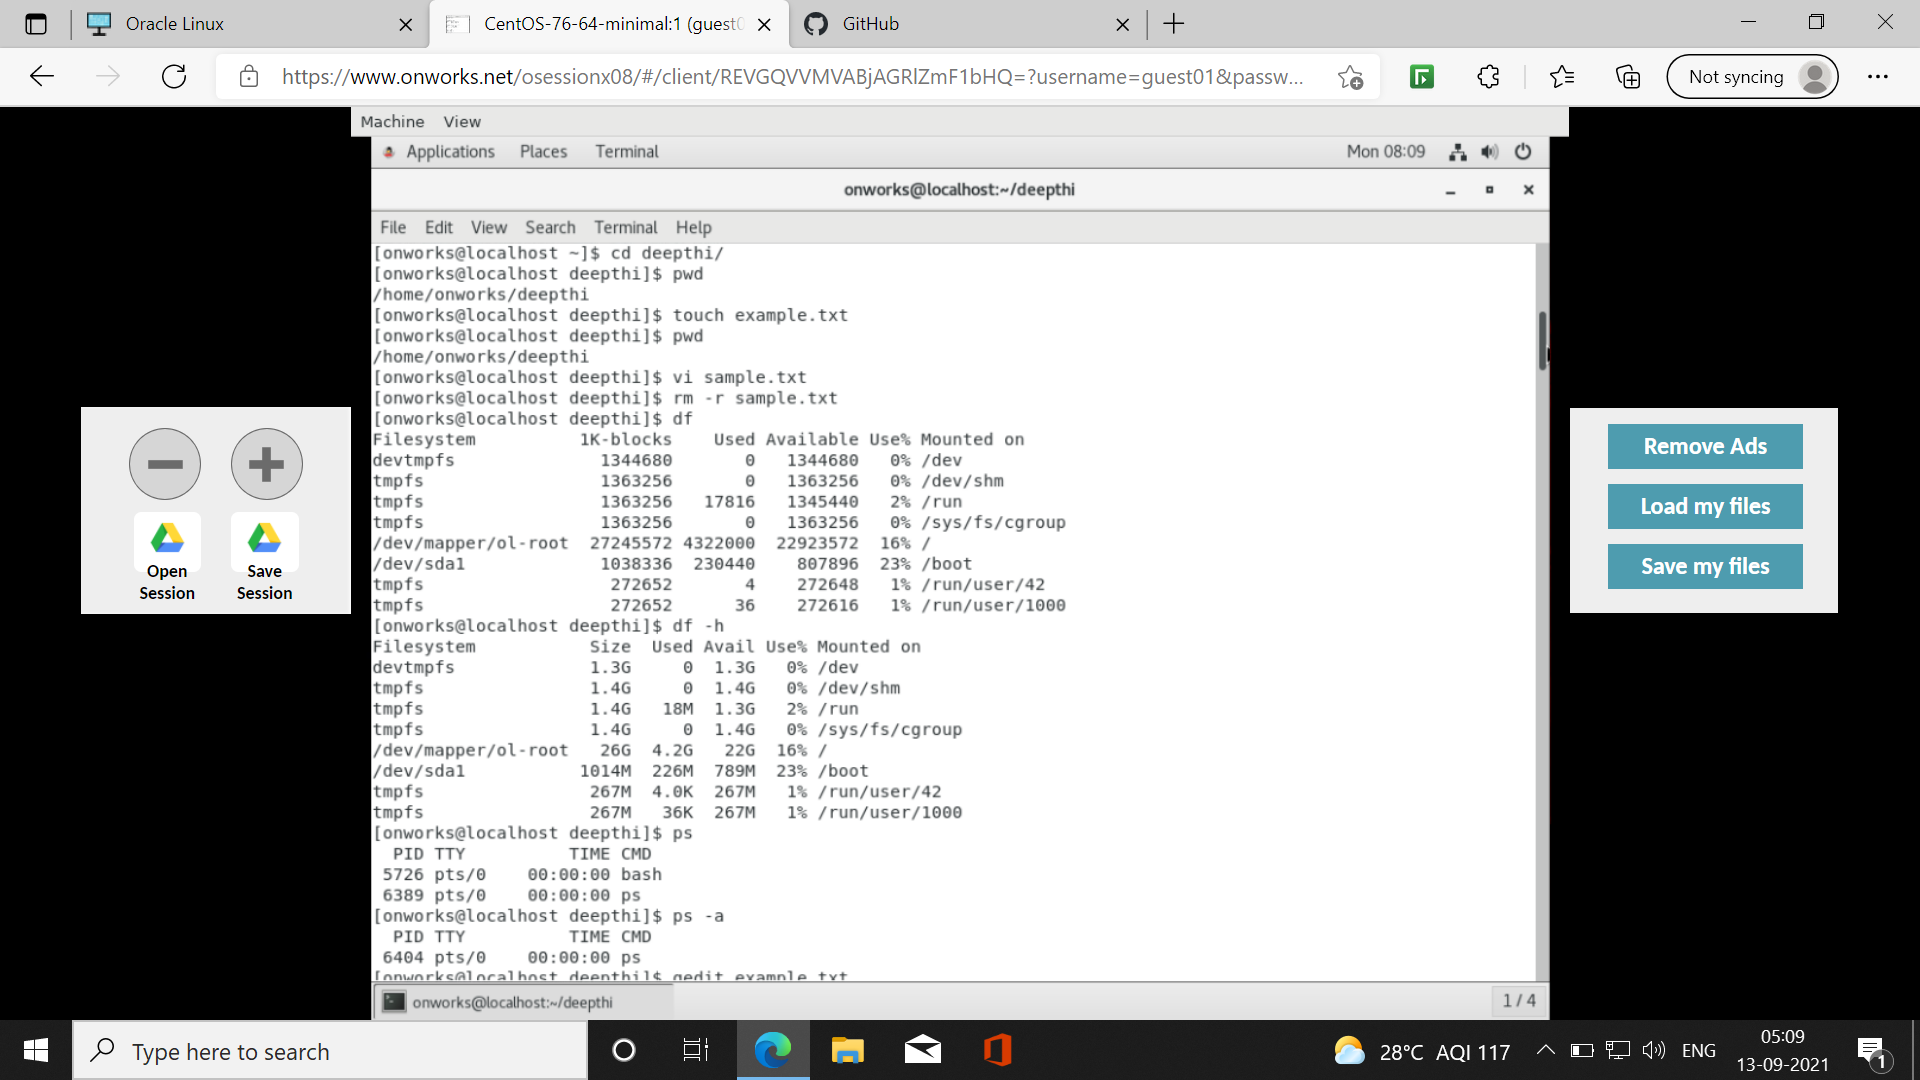 Oracle Linux
CentOS-76-64-minimal:1 (guest0
GitHub
https://www.onworks.net/osessionx08/#/client/REVGQVVMVABjAGRlZmF1bHQ=?username=guest01&passw...
Not syncing
Machine View
Applications Places Terminal
Mon 08:09
onworks@localhost:~/deepthi
File Edit View Search Terminal Help
[onworks@localhost ~]$ cd deepthi/
[onworks@localhost deepthi]$ pwd
/home/onworks/deepthi
[onworks@localhost deepthi]$ touch example.txt
[onworks@localhost deepthi]$ pwd
/home/onworks/deepthi
[onworks@localhost deepthi]$ vi sample.txt
[onworks@localhost deepthi]$ rm -r sample.txt
[onworks@localhost deepthi]$ df
Filesystem 1K-blocks Used Available Use% Mounted on
devtmpfs 1344680 0 1344680 0% /dev
tmpfs 1363256 0 1363256 0% /dev/shm
tmpfs 1363256 17816 1345440 2% /run
tmpfs 1363256 0 1363256 0% /sys/fs/cgroup
/dev/mapper/ol-root 27245572 4322000 22923572 16% /
/dev/sda1 1038336 230440 807896 23% /boot
tmpfs 272652 4 272648 1% /run/user/42
tmpfs 272652 36 272616 1% /run/user/1000
[onworks@localhost deepthi]$ df -h
Filesystem Size Used Avail Use% Mounted on
devtmpfs 1.3G 0 1.3G 0% /dev
tmpfs 1.4G 0 1.4G 0% /dev/shm
tmpfs 1.4G 18M 1.3G 2% /run
tmpfs 1.4G 0 1.4G 0% /sys/fs/cgroup
/dev/mapper/ol-root 26G 4.2G 22G 16% /
/dev/sda1 1014M 226M 789M 23% /boot
tmpfs 267M 4.0K 267M 1% /run/user/42
tmpfs 267M 36K 267M 1% /run/user/1000
[onworks@localhost deepthi]$ ps
PID TTY TIME CMD
5726 pts/0 00:00:00 bash
6389 pts/0 00:00:00 ps
[onworks@localhost deepthi]$ ps -a
PID TTY TIME CMD
6404 pts/0 00:00:00 ps
[onworks@localhost deepthi]$ gedit example.txt
onworks@localhost:~/deepthi
1 / 4
Open Session
Save Session
Remove Ads
Load my files
Save my files
Type here to search
28°C AQI 117
ENG
05:09
13-09-2021
1